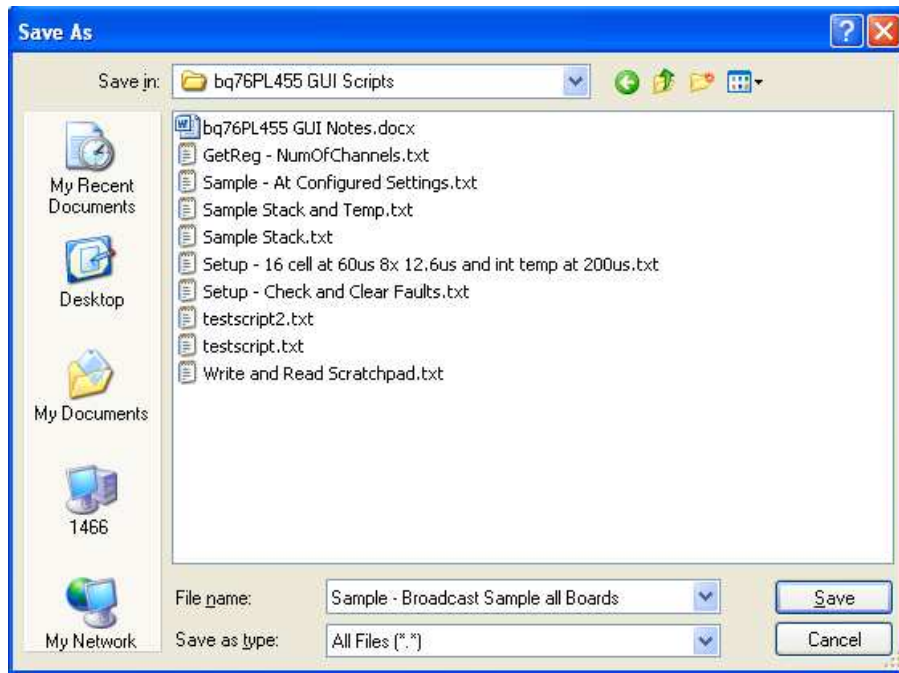 Save As
Save in:
bq76PL455 GUI Scripts
My Recent
Documents
Desktop
My Documents
1466
My Network
bq76PL455 GUI Notes.docx
GetReg - NumOfChannels.txt
Sample - At Configured Settings.txt
Sample Stack and Temp.txt
Sample Stack.txt
Setup - 16 cell at 60us 8x 12.6us and int temp at 200us.txt
Setup - Check and Clear Faults.txt
testscript2.txt
testscript.txt
Write and Read Scratchpad.txt
File name:
Sample - Broadcast Sample all Boards
Save
Save as type:
All Files (*.*)
Cancel